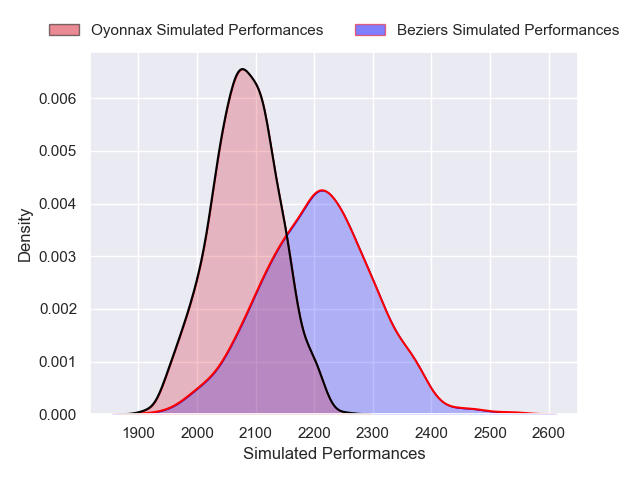 Oyonnax Simulated Performances Beziers Simulated Performances
0.006
0.005
0.004
0.003
0.002
0.001
0.000
Density
1900 2000 2100 2200 2300 2400 2500 2600
Simulated Performances